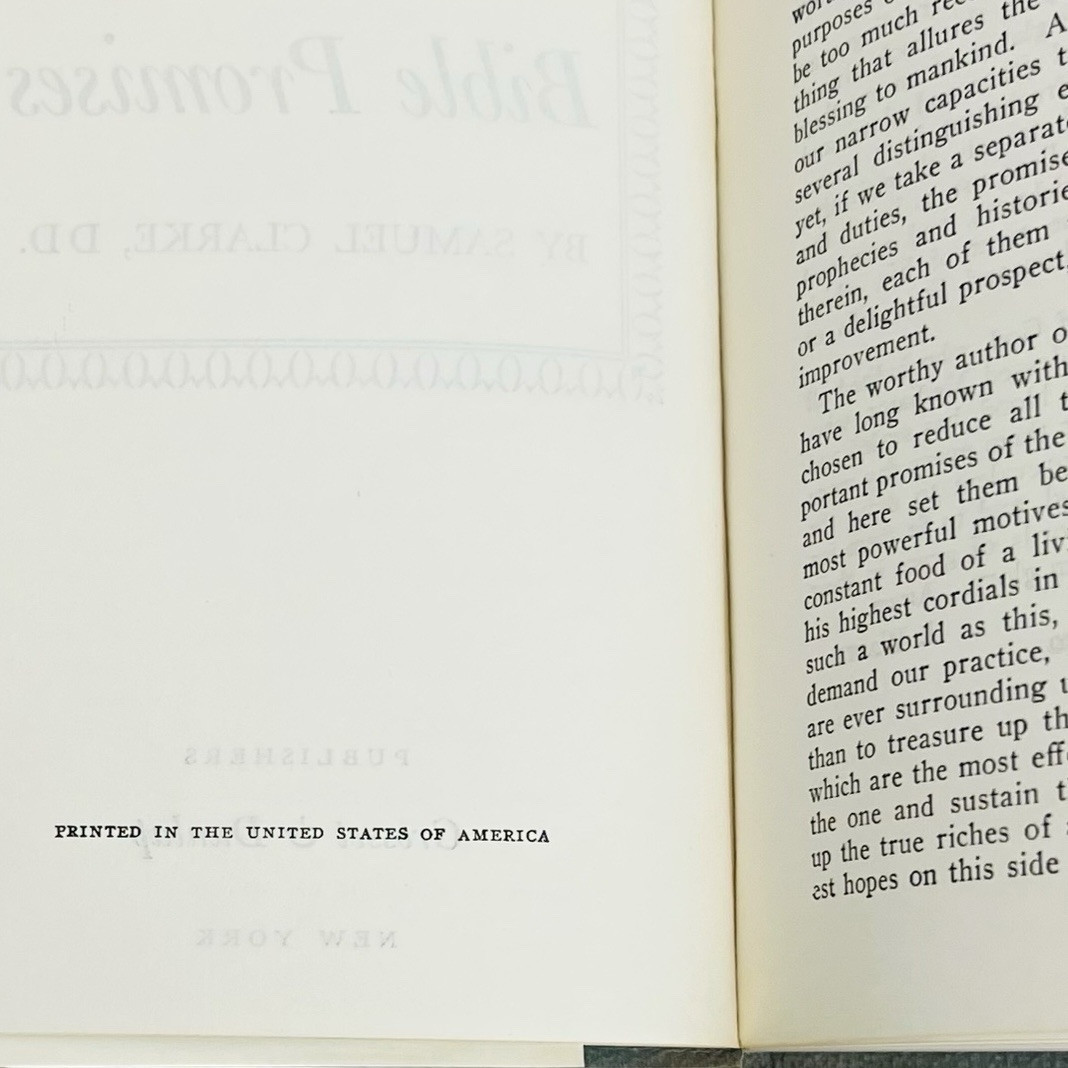 Bible Promises
BY SAMUEL CLARKE, D.D.
PUBLISHERS
Grosset & Dunlap
PRINTED IN THE UNITED STATES OF AMERICA
NEW YORK
purposes
be too much
thing that allures the
blessing to mankind. A
our narrow capacities
several distinguishing
yet, if we take a separat
and duties, the promise
prophecies and historie
therein, each of them
or a delightful prospect,
improvement.
The worthy author o
have long known with
chosen to reduce all
portant promises of the
and here set them be
most powerful motives
constant food of a liv
his highest cordials in
such a world as this,
demand our practice,
are ever surrounding u
than to treasure up th
which are the most eff
the one and sustain t
up the true riches of
est hopes on this side